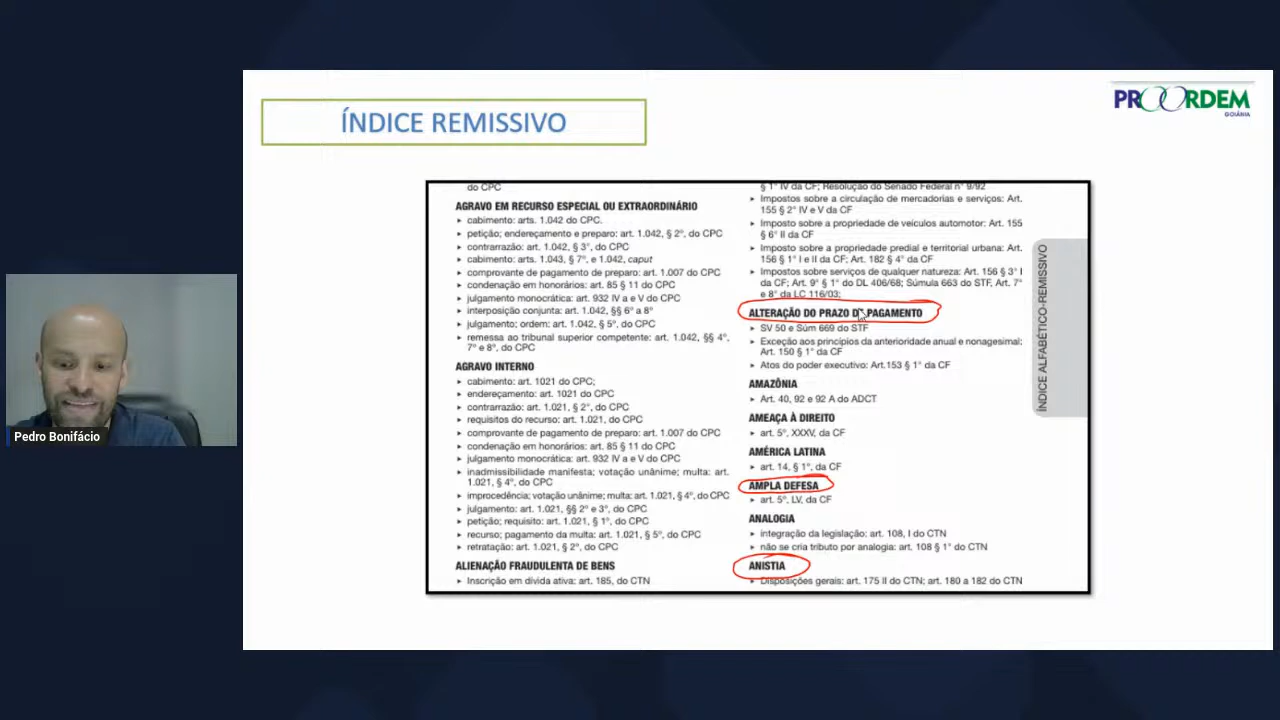 ÍNDICE REMISSIVO
PROORDEM
GOIÂNIA
do CPC
AGRAVO EM RECURSO ESPECIAL OU EXTRAORDINÁRIO
‣ cabimento: arts. 1.042 do CPC.
‣ petição; endereçamento e preparo: art. 1.042, § 2º, do CPC
‣ contrarrazão: art. 1.042, § 3º, do CPC
‣ cabimento: arts. 1.043, § 7º, e 1.042, caput
‣ comprovante de pagamento de preparo: art. 1.007 do CPC
‣ condenação em honorários: art. 85 § 11 do CPC
‣ julgamento monocrática: art. 932 IV a e V do CPC
‣ interposição conjunta: art. 1.042, §§ 6º a 8º
‣ julgamento; ordem: art. 1.042, § 5º, do CPC
‣ remessa ao tribunal superior competente: art. 1.042, §§ 4º,
7º e 8º, do CPC
AGRAVO INTERNO
‣ cabimento: art. 1021 do CPC;
‣ endereçamento: art. 1021 do CPC
‣ contrarrazão: art. 1.021, § 2º, do CPC
‣ requisitos do recurso: art. 1.021, do CPC
‣ comprovante de pagamento de preparo: art. 1.007 do CPC
‣ condenação em honorários: art. 85 § 11 do CPC
‣ julgamento monocrática: art. 932 IV a e V do CPC
‣ inadmissibilidade manifesta; votação unânime; multa: art.
1.021, § 4º, do CPC
‣ improcedência; votação unânime; multa: art. 1.021, § 4º, do CPC
‣ julgamento: art. 1.021, §§ 2º e 3º, do CPC
‣ petição; requisito: art. 1.021, § 1º, do CPC
‣ recurso; pagamento da multa: art. 1.021, § 5º, do CPC
‣ retratação: art. 1.021, § 2º, do CPC
ALIENAÇÃO FRAUDULENTA DE BENS
‣ Inscrição em dívida ativa: art. 185, do CTN
§ 1º IV da CF; Resolução do Senado Federal nº 9/92
‣ Impostos sobre a circulação de mercadorias e serviços: Art.
155 § 2º IV e V da CF
‣ Imposto sobre a propriedade de veículos automotor: Art. 155
§ 6º II da CF
‣ Imposto sobre a propriedade predial e territorial urbana: Art.
156 § 1º I e II da CF; Art. 182 § 4º da CF
‣ Impostos sobre serviços de qualquer natureza: Art. 156 § 3º I
da CF; Art. 9º § 1º do DL 406/68; Súmula 663 do STF, Art. 7º
e 8º da LC 116/03;
ALTERAÇÃO DO PRAZO DE PAGAMENTO
‣ SV 50 e Súm 669 do STF
‣ Exceção aos princípios da anterioridade anual e nonagesimal:
Art. 150 § 1º da CF
‣ Atos do poder executivo: Art.153 § 1º da CF
AMAZÔNIA
‣ Art. 40, 92 e 92 A do ADCT
AMEAÇA À DIREITO
‣ art. 5º, XXXV, da CF
AMÉRICA LATINA
‣ art. 14, § 1º, da CF
AMPLA DEFESA
‣ art. 5º, LV, da CF
ANALOGIA
‣ integração da legislação: art. 108, I do CTN
‣ não se cria tributo por analogia: art. 108 § 1º do CTN
ANISTIA
‣ Disposições gerais: art. 175 II do CTN; art. 180 a 182 do CTN
ÍNDICE ALFABÉTICO-REMISSIVO
Pedro Bonifácio